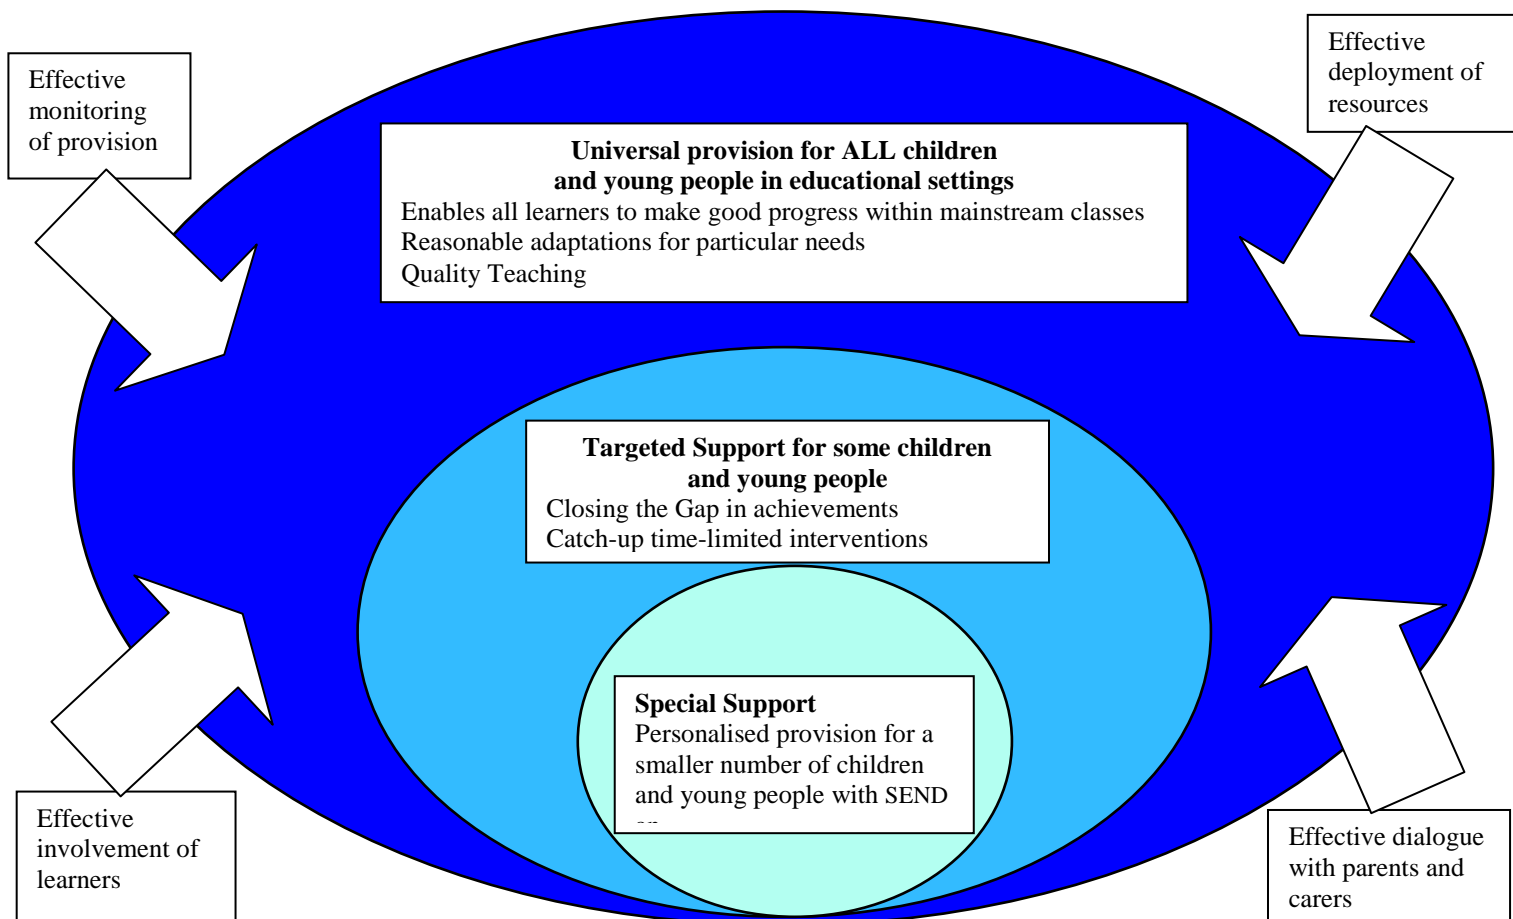 Effective
monitoring
of provision
Effective
deployment of
resources
Universal provision for ALL children
and young people in educational settings
Enables all learners to make good progress within mainstream classes
Reasonable adaptations for particular needs
Quality Teaching
Targeted Support for some children
and young people
Closing the Gap in achievements
Catch-up time-limited interventions
Special Support
Personalised provision for a
smaller number of children
and young people with SEND
Effective
involvement of
learners
Effective dialogue
with parents and
carers